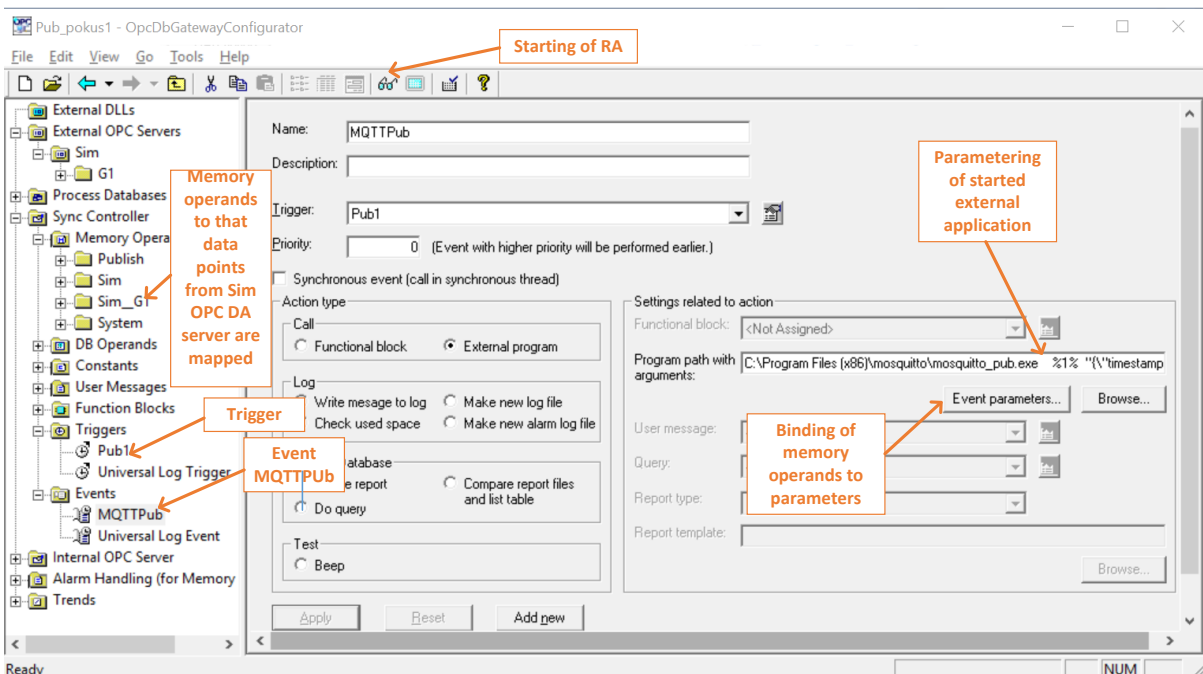 Pub_pokus1 - OpcDbGatewayConfigurator
File Edit View Go Tools Help
Starting of RA
External DLLs
External OPC Servers
Sim
G1
Process Databases
Sync Controller
Memory Opera
Publish
Sim
Sim__G1
System
DB Operands
Constants
User Messages
Function Blocks
Triggers
Pub1
Universal Log Trigger
Events
MQTTPub
Universal Log Event
Internal OPC Server
Alarm Handling (for Memory
Trends
Memory
operands
to that
data
points
from Sim
OPC DA
server are
mapped
Trigger
Event
MQTTPUb
Name: MQTTPub
Description:
Trigger: Pub1
Priority: 0 (Event with higher priority will be performed earlier.)
Synchronous event (call in synchronous thread)
Action type
Call
Functional block External program
Log
Write message to log Make new log file
Check used space Make new alarm log file
atabase
e report Compare report files
and list table
Do query
Test
Beep
Parametering
of started
external
application
Settings related to action
Functional block: <Not Assigned>
Program path with C:\Program Files (x86)\mosquitto\mosquitto_pub.exe %1% "{\"timestamp
arguments:
Event parameters... Browse...
User message:
Query:
Report type:
Report template:
Browse...
Binding of
memory
operands to
parameters
Apply Reset Add new
Ready NUM